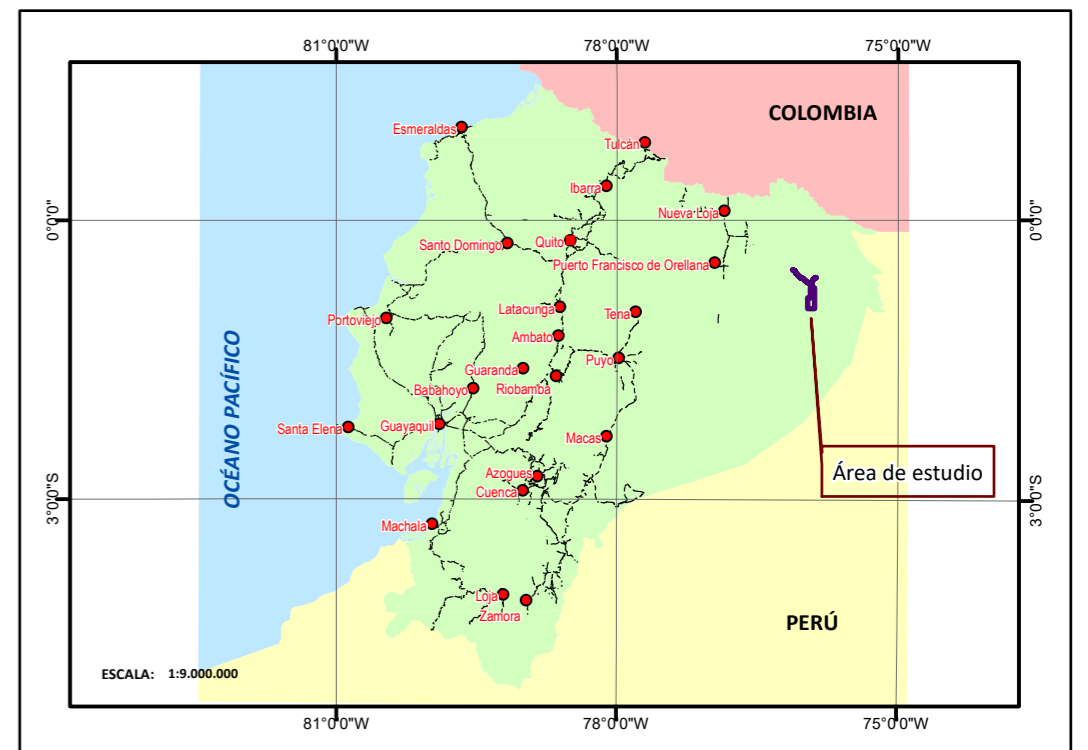 81°0'0"W 78°0'0"W 75°0'0"W
COLOMBIA
Esmeraldas
Tulcán
Ibarra
Nueva Loja
0°0'0" 0°0'0"
Santo Domingo Quito
Puerto Francisco de Orellana
Latacunga
Tena
Portoviejo
Ambato
Puyo
Guaranda
Riobamba
Babahoyo
OCÉANO PACÍFICO
Santa Elena Guayaquil
Macas
Azogues
Área de estudio
Cuenca
3°0'0"S 3°0'0"S
Machala
Loja
Zamora
PERÚ
ESCALA: 1:9.000.000
81°0'0"W 78°0'0"W 75°0'0"W